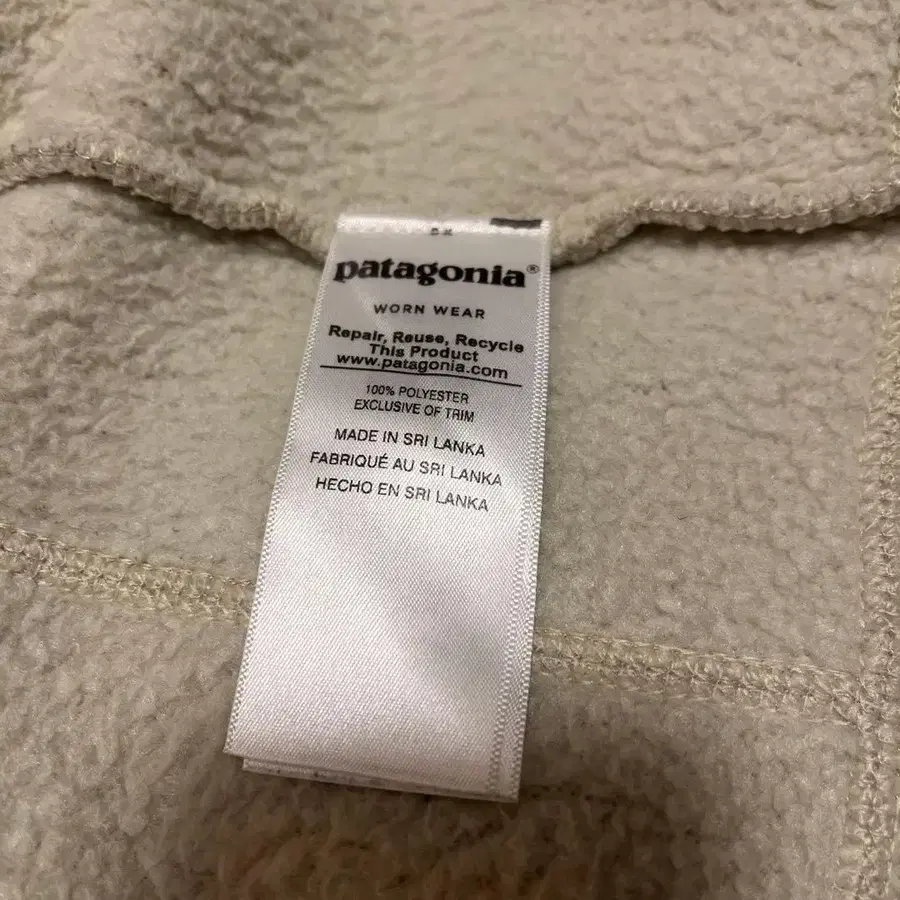 patagonia®
WORN WEAR
Repair, Reuse, Recycle
This Product
www.patagonia.com
100% POLYESTER
EXCLUSIVE OF TRIM
MADE IN SRI LANKA
FABRIQUÉ AU SRI LANKA
HECHO EN SRI LANKA